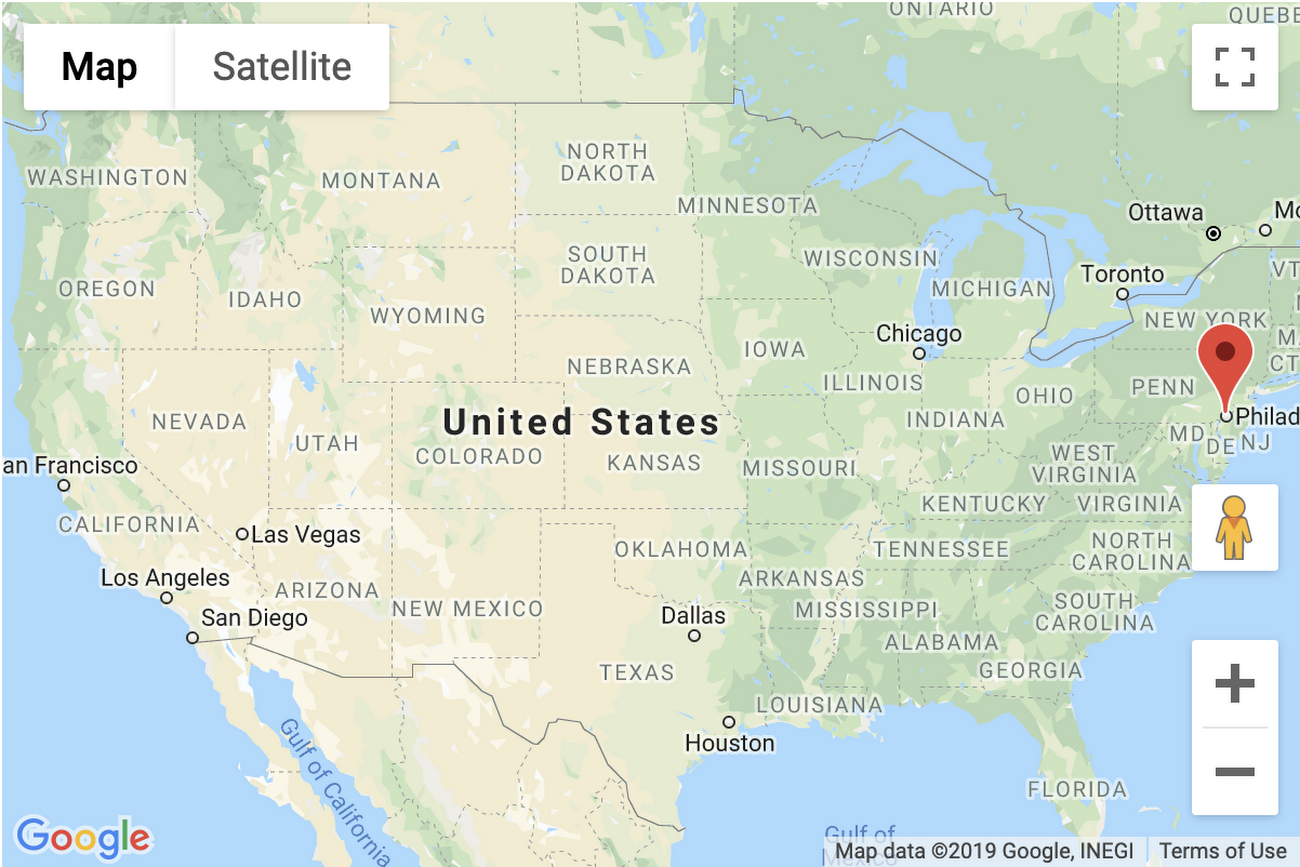 ONTARIO
QUEBE
Map
Satellite
WASHINGTON
MONTANA
NORTH
DAKOTA
MINNESOTA
Ottawa
Mo
SOUTH
DAKOTA
WISCONSIN
MICHIGAN
Toronto
VT
OREGON
IDAHO
WYOMING
NEW YORK
Chicago
MA
CT
IOWA
NEBRASKA
ILLINOIS
OHIO
PENN
NEVADA
United States
INDIANA
Philad
UTAH
COLORADO
KANSAS
MISSOURI
MD
DE
NJ
WEST
VIRGINIA
an Francisco
KENTUCKY
VIRGINIA
CALIFORNIA
Las Vegas
OKLAHOMA
TENNESSEE
NORTH
CAROLINA
Los Angeles
ARIZONA
NEW MEXICO
ARKANSAS
MISSISSIPPI
SOUTH
CAROLINA
San Diego
Dallas
ALABAMA
GEORGIA
TEXAS
LOUISIANA
Houston
Gulf of California
FLORIDA
Google
Gulf of
Mexico
Map data ©2019 Google, INEGI
Terms of Use